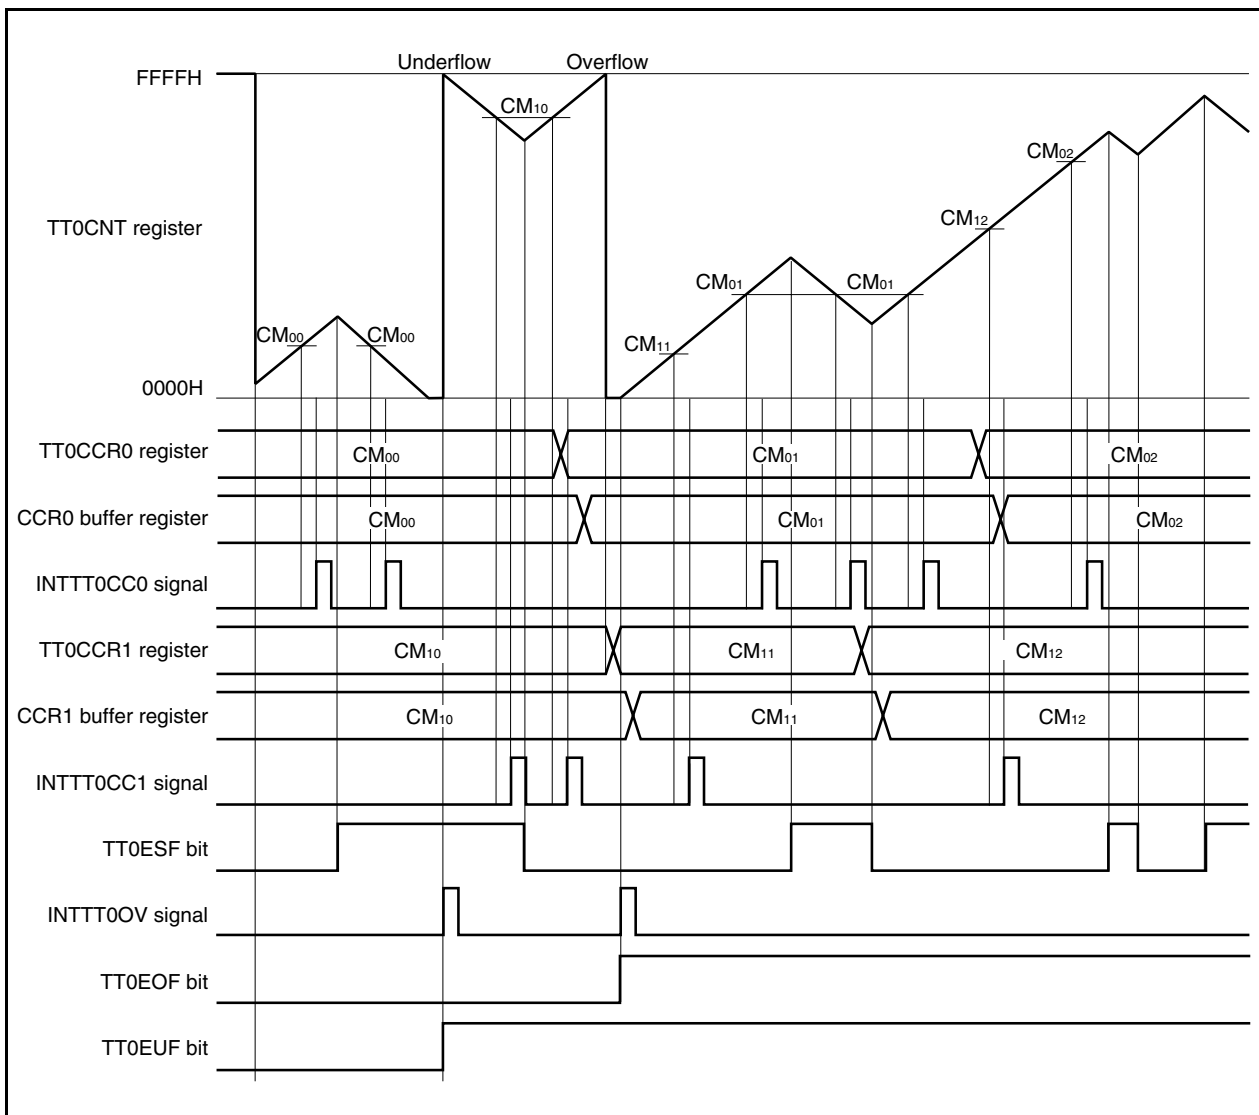 Underflow Overflow
FFFFH
CM10
CM02
CM12
TT0CNT register
CM01 CM01
CM00 CM00 CM11
0000H
TT0CCR0 register CM00 CM01 CM02
CCR0 buffer register CM00 CM01 CM02
INTTT0CC0 signal
TT0CCR1 register CM10 CM11 CM12
CCR1 buffer register CM10 CM11 CM12
INTTT0CC1 signal
TT0ESF bit
INTTT0OV signal
TT0EOF bit
TT0EUF bit